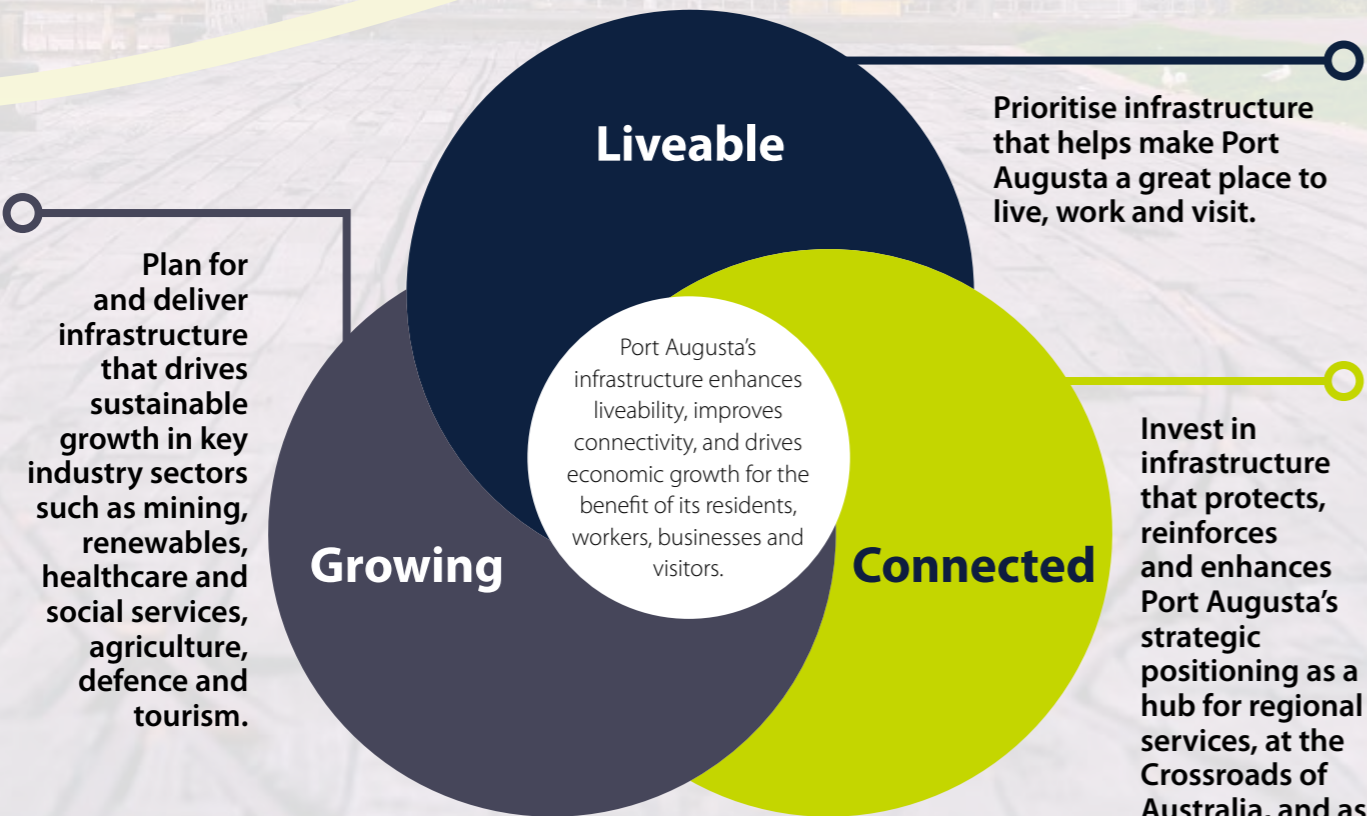 Liveable
Prioritise infrastructure
that helps make Port
Augusta a great place to
live, work and visit.
Plan for
and deliver
infrastructure
that drives
sustainable
growth in key
industry sectors
such as mining,
renewables,
healthcare and
social services,
agriculture,
defence and
tourism.
Growing
Port Augusta’s
infrastructure enhances
liveability, improves
connectivity, and drives
economic growth for the
benefit of its residents,
workers, businesses and
visitors.
Connected
Invest in
infrastructure
that protects,
reinforces
and enhances
Port Augusta’s
strategic
positioning as a
hub for regional
services, at the
Crossroads of
Australia, and as